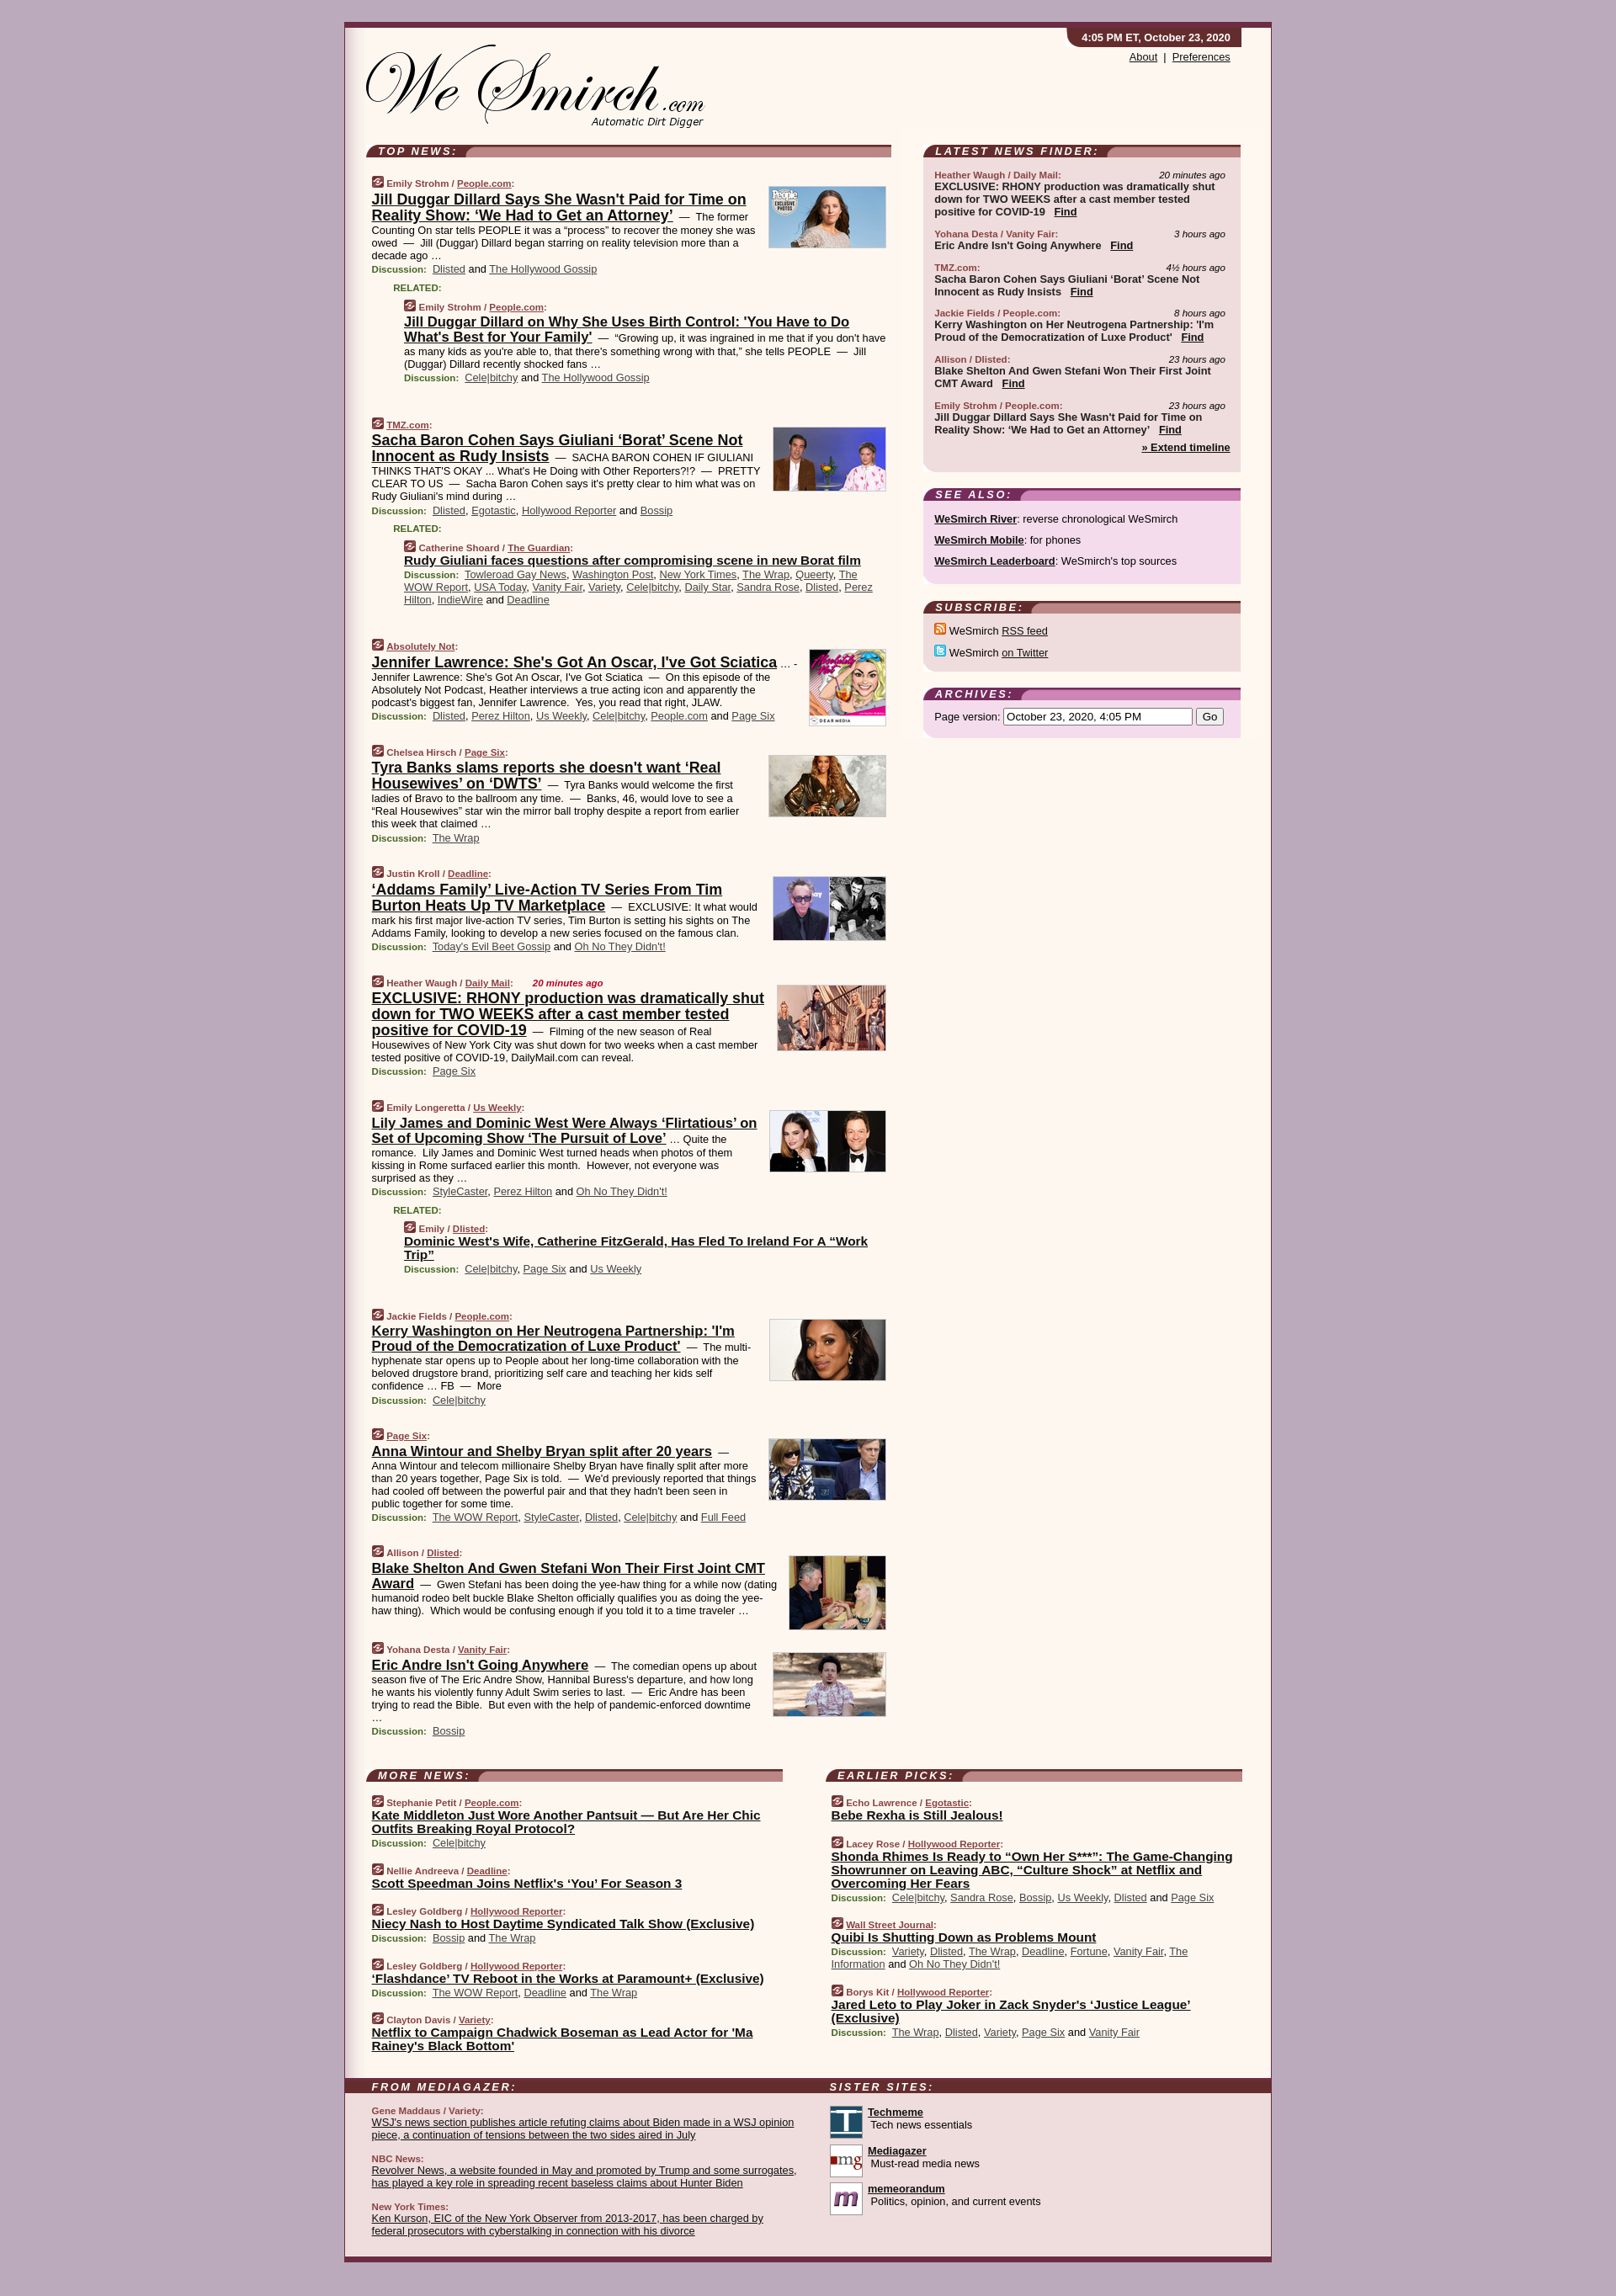 4:05 PM ET, October 23, 2020
About | Preferences
We Smirch.com
Automatic Dirt Digger
TOP NEWS:
Emily Strohm / People.com:
Jill Duggar Dillard Says She Wasn't Paid for Time on
Reality Show: ‘We Had to Get an Attorney’ — The former
Counting On star tells PEOPLE it was a “process” to recover the money she was
owed — Jill (Duggar) Dillard began starring on reality television more than a
decade ago …
Discussion: Dlisted and The Hollywood Gossip
RELATED:
Emily Strohm / People.com:
Jill Duggar Dillard on Why She Uses Birth Control: 'You Have to Do
What's Best for Your Family' — “Growing up, it was ingrained in me that if you don't have
as many kids as you're able to, that there's something wrong with that,” she tells PEOPLE — Jill
(Duggar) Dillard recently shocked fans …
Discussion: Cele|bitchy and The Hollywood Gossip
TMZ.com:
Sacha Baron Cohen Says Giuliani ‘Borat’ Scene Not
Innocent as Rudy Insists — SACHA BARON COHEN IF GIULIANI
THINKS THAT'S OKAY ... What's He Doing with Other Reporters?!? — PRETTY
CLEAR TO US — Sacha Baron Cohen says it's pretty clear to him what was on
Rudy Giuliani's mind during …
Discussion: Dlisted, Egotastic, Hollywood Reporter and Bossip
RELATED:
Catherine Shoard / The Guardian:
Rudy Giuliani faces questions after compromising scene in new Borat film
Discussion: Towleroad Gay News, Washington Post, New York Times, The Wrap, Queerty, The
WOW Report, USA Today, Vanity Fair, Variety, Cele|bitchy, Daily Star, Sandra Rose, Dlisted, Perez
Hilton, IndieWire and Deadline
Absolutely Not:
Jennifer Lawrence: She's Got An Oscar, I've Got Sciatica … -
Jennifer Lawrence: She's Got An Oscar, I've Got Sciatica — On this episode of the
Absolutely Not Podcast, Heather interviews a true acting icon and apparently the
podcast's biggest fan, Jennifer Lawrence. Yes, you read that right, JLAW.
Discussion: Dlisted, Perez Hilton, Us Weekly, Cele|bitchy, People.com and Page Six
Chelsea Hirsch / Page Six:
Tyra Banks slams reports she doesn't want ‘Real
Housewives’ on ‘DWTS’ — Tyra Banks would welcome the first
ladies of Bravo to the ballroom any time. — Banks, 46, would love to see a
“Real Housewives” star win the mirror ball trophy despite a report from earlier
this week that claimed …
Discussion: The Wrap
Justin Kroll / Deadline:
‘Addams Family’ Live-Action TV Series From Tim
Burton Heats Up TV Marketplace — EXCLUSIVE: It what would
mark his first major live-action TV series, Tim Burton is setting his sights on The
Addams Family, looking to develop a new series focused on the famous clan.
Discussion: Today's Evil Beet Gossip and Oh No They Didn't!
Heather Waugh / Daily Mail: 20 minutes ago
EXCLUSIVE: RHONY production was dramatically shut
down for TWO WEEKS after a cast member tested
positive for COVID-19 — Filming of the new season of Real
Housewives of New York City was shut down for two weeks when a cast member
tested positive of COVID-19, DailyMail.com can reveal.
Discussion: Page Six
Emily Longeretta / Us Weekly:
Lily James and Dominic West Were Always ‘Flirtatious’ on
Set of Upcoming Show ‘The Pursuit of Love’ … Quite the
romance. Lily James and Dominic West turned heads when photos of them
kissing in Rome surfaced earlier this month. However, not everyone was
surprised as they …
Discussion: StyleCaster, Perez Hilton and Oh No They Didn't!
RELATED:
Emily / Dlisted:
Dominic West's Wife, Catherine FitzGerald, Has Fled To Ireland For A “Work
Trip”
Discussion: Cele|bitchy, Page Six and Us Weekly
Jackie Fields / People.com:
Kerry Washington on Her Neutrogena Partnership: 'I'm
Proud of the Democratization of Luxe Product' — The multi-
hyphenate star opens up to People about her long-time collaboration with the
beloved drugstore brand, prioritizing self care and teaching her kids self
confidence … FB — More
Discussion: Cele|bitchy
Page Six:
Anna Wintour and Shelby Bryan split after 20 years —
Anna Wintour and telecom millionaire Shelby Bryan have finally split after more
than 20 years together, Page Six is told. — We'd previously reported that things
had cooled off between the powerful pair and that they hadn't been seen in
public together for some time.
Discussion: The WOW Report, StyleCaster, Dlisted, Cele|bitchy and Full Feed
Allison / Dlisted:
Blake Shelton And Gwen Stefani Won Their First Joint CMT
Award — Gwen Stefani has been doing the yee-haw thing for a while now (dating
humanoid rodeo belt buckle Blake Shelton officially qualifies you as doing the yee-
haw thing). Which would be confusing enough if you told it to a time traveler …
Yohana Desta / Vanity Fair:
Eric Andre Isn't Going Anywhere — The comedian opens up about
season five of The Eric Andre Show, Hannibal Buress's departure, and how long
he wants his violently funny Adult Swim series to last. — Eric Andre has been
trying to read the Bible. But even with the help of pandemic-enforced downtime
…
Discussion: Bossip
LATEST NEWS FINDER:
Heather Waugh / Daily Mail: 20 minutes ago
EXCLUSIVE: RHONY production was dramatically shut
down for TWO WEEKS after a cast member tested
positive for COVID-19 Find
Yohana Desta / Vanity Fair: 3 hours ago
Eric Andre Isn't Going Anywhere Find
TMZ.com: 4½ hours ago
Sacha Baron Cohen Says Giuliani ‘Borat’ Scene Not
Innocent as Rudy Insists Find
Jackie Fields / People.com: 8 hours ago
Kerry Washington on Her Neutrogena Partnership: 'I'm
Proud of the Democratization of Luxe Product' Find
Allison / Dlisted: 23 hours ago
Blake Shelton And Gwen Stefani Won Their First Joint
CMT Award Find
Emily Strohm / People.com: 23 hours ago
Jill Duggar Dillard Says She Wasn't Paid for Time on
Reality Show: ‘We Had to Get an Attorney’ Find
» Extend timeline
SEE ALSO:
WeSmirch River: reverse chronological WeSmirch
WeSmirch Mobile: for phones
WeSmirch Leaderboard: WeSmirch's top sources
SUBSCRIBE:
WeSmirch RSS feed
WeSmirch on Twitter
ARCHIVES:
Page version: October 23, 2020, 4:05 PM Go
MORE NEWS:
Stephanie Petit / People.com:
Kate Middleton Just Wore Another Pantsuit — But Are Her Chic
Outfits Breaking Royal Protocol?
Discussion: Cele|bitchy
Nellie Andreeva / Deadline:
Scott Speedman Joins Netflix's ‘You’ For Season 3
Lesley Goldberg / Hollywood Reporter:
Niecy Nash to Host Daytime Syndicated Talk Show (Exclusive)
Discussion: Bossip and The Wrap
Lesley Goldberg / Hollywood Reporter:
‘Flashdance’ TV Reboot in the Works at Paramount+ (Exclusive)
Discussion: The WOW Report, Deadline and The Wrap
Clayton Davis / Variety:
Netflix to Campaign Chadwick Boseman as Lead Actor for 'Ma
Rainey's Black Bottom'
EARLIER PICKS:
Echo Lawrence / Egotastic:
Bebe Rexha is Still Jealous!
Lacey Rose / Hollywood Reporter:
Shonda Rhimes Is Ready to “Own Her S***”: The Game-Changing
Showrunner on Leaving ABC, “Culture Shock” at Netflix and
Overcoming Her Fears
Discussion: Cele|bitchy, Sandra Rose, Bossip, Us Weekly, Dlisted and Page Six
Wall Street Journal:
Quibi Is Shutting Down as Problems Mount
Discussion: Variety, Dlisted, The Wrap, Deadline, Fortune, Vanity Fair, The
Information and Oh No They Didn't!
Borys Kit / Hollywood Reporter:
Jared Leto to Play Joker in Zack Snyder's ‘Justice League’
(Exclusive)
Discussion: The Wrap, Dlisted, Variety, Page Six and Vanity Fair
FROM MEDIAGAZER:
Gene Maddaus / Variety:
WSJ's news section publishes article refuting claims about Biden made in a WSJ opinion
piece, a continuation of tensions between the two sides aired in July
NBC News:
Revolver News, a website founded in May and promoted by Trump and some surrogates,
has played a key role in spreading recent baseless claims about Hunter Biden
New York Times:
Ken Kurson, EIC of the New York Observer from 2013-2017, has been charged by
federal prosecutors with cyberstalking in connection with his divorce
SISTER SITES:
T
Techmeme
Tech news essentials
mg
Mediagazer
Must-read media news
m
memeorandum
Politics, opinion, and current events